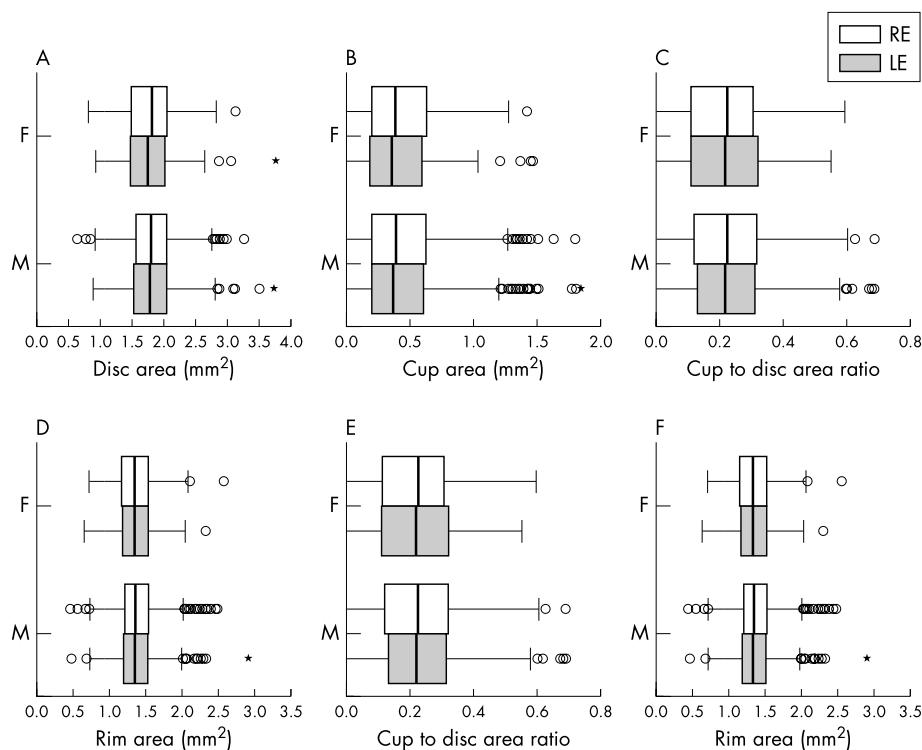 RE
LE
A
B
C
F
M
0.0 0.5 1.0 1.5 2.0 2.5 3.0 3.5 4.0
0.0 0.5 1.0 1.5 2.0
0.0 0.2 0.4 0.6 0.8
Disc area (mm²)
Cup area (mm²)
Cup to disc area ratio
D
E
F
F
M
0.0 0.5 1.0 1.5 2.0 2.5 3.0 3.5
0.0 0.2 0.4 0.6 0.8
0.0 0.5 1.0 1.5 2.0 2.5 3.0 3.5
Rim area (mm²)
Cup to disc area ratio
Rim area (mm²)